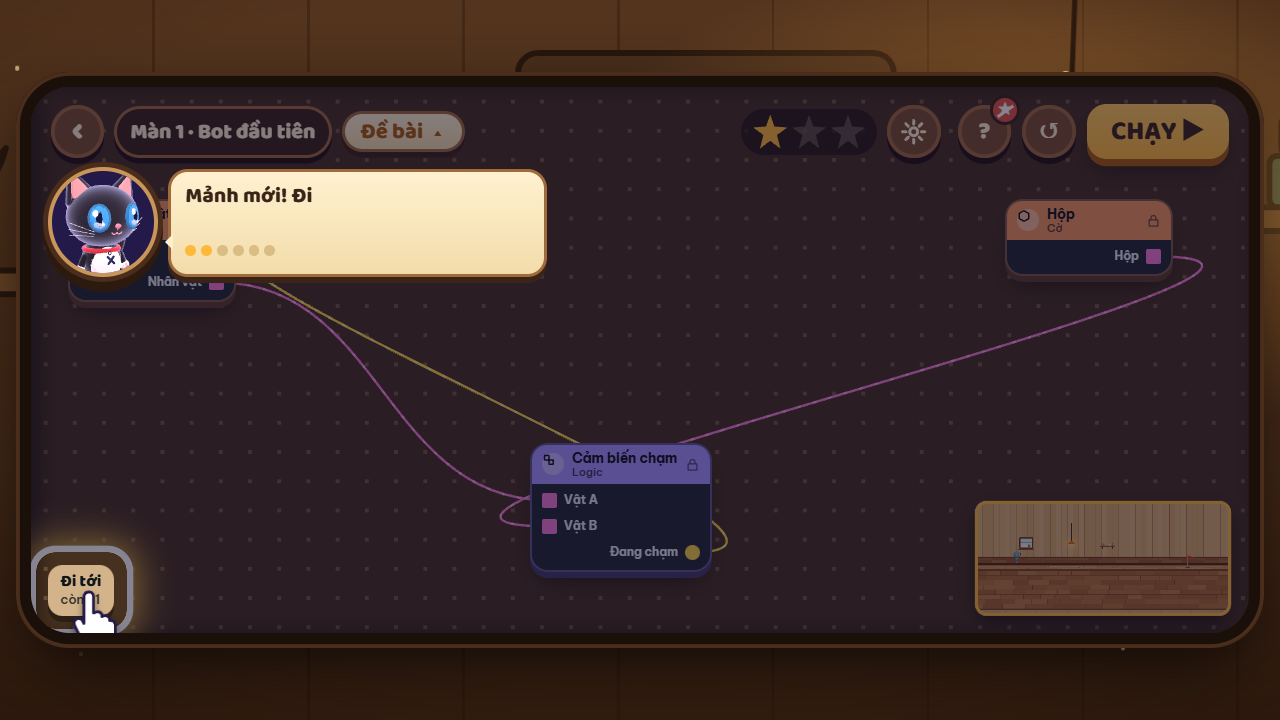 Màn 1 • Bot đầu tiên
Đề bài
?
CHẠY
Mảnh mới! Đi
Nhân vật
Hộp
Cờ
Hộp
Cảm biến chạm
Logic
Vật A
Vật B
Đang chạm
Đi tới